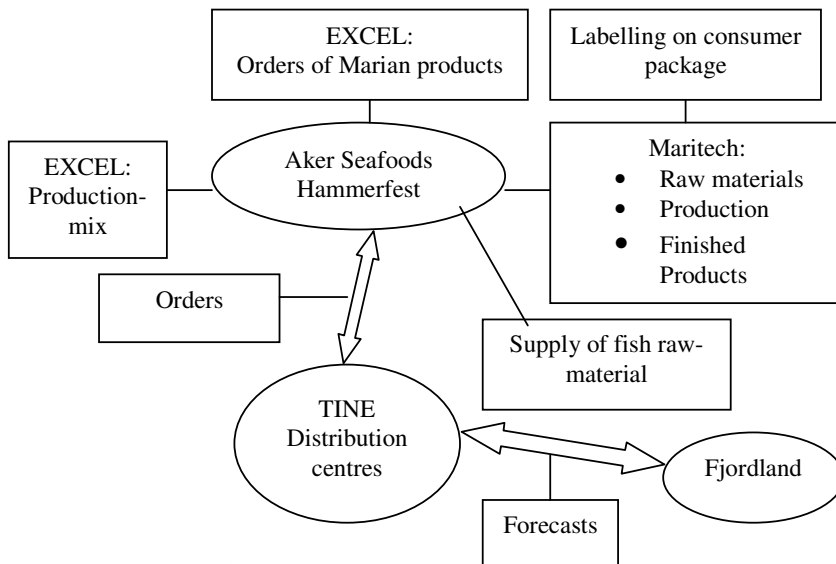 EXCEL:
Orders of Marian products
Labelling on consumer
package
EXCEL:
Production-
mix
Aker Seafoods
Hammerfest
Maritech:
• Raw materials
• Production
• Finished
Products
Orders
Supply of fish raw-
material
TINE
Distribution
centres
Fjordland
Forecasts